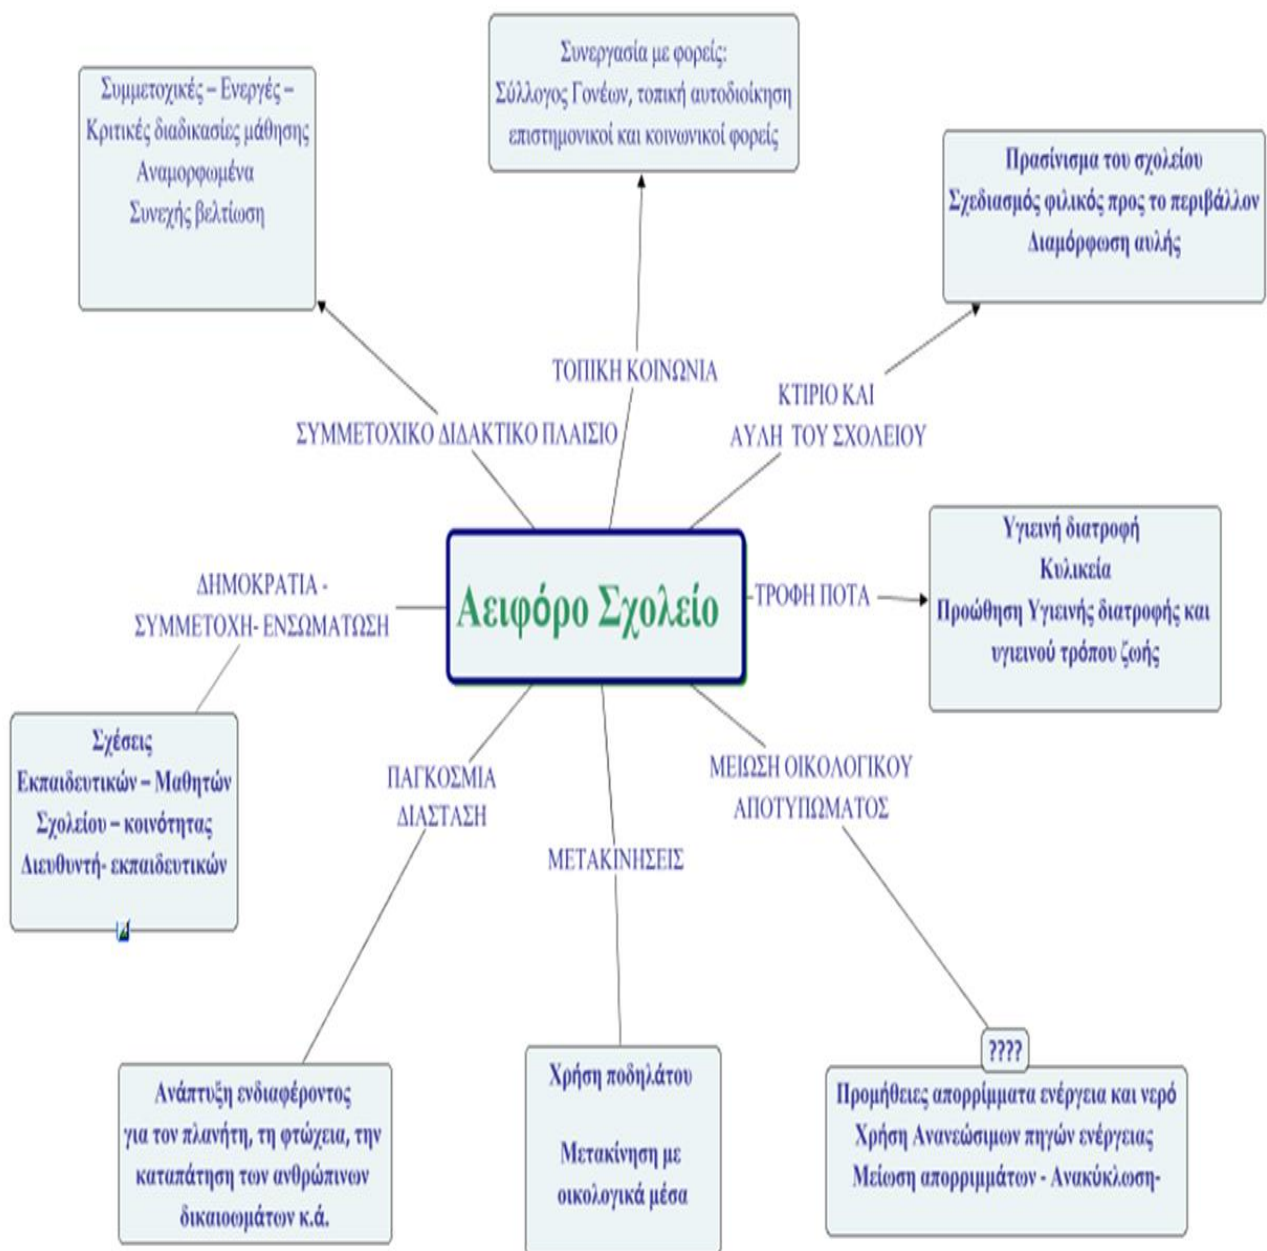 Συνεργασία με φορείς:
Σύλλογος Γονέων, τοπική αυτοδιοίκηση
επιστημονικοί και κοινωνικοί φορείς
Συμμετοχικές – Ενεργές –
Κριτικές διαδικασίες μάθησης
Αναμορφωμένα
Συνεχής βελτίωση
Πρασίνισμα του σχολείου
Σχεδιασμός φιλικός προς το περιβάλλον
Διαμόρφωση αυλής
ΤΟΠΙΚΗ ΚΟΙΝΩΝΙΑ
ΚΤΙΡΙΟ ΚΑΙ
ΑΥΛΗ ΤΟΥ ΣΧΟΛΕΙΟΥ
ΣΥΜΜΕΤΟΧΙΚΟ ΔΙΔΑΚΤΙΚΟ ΠΛΑΙΣΙΟ
Αειφόρο Σχολείο
ΤΡΟΦΗ ΠΟΤΑ
Υγιεινή διατροφή
Κυλικεία
Προώθηση Υγιεινής διατροφής και
υγιεινού τρόπου ζωής
ΔΗΜΟΚΡΑΤΙΑ -
ΣΥΜΜΕΤΟΧΗ- ΕΝΣΩΜΑΤΩΣΗ
Σχέσεις
Εκπαιδευτικών – Μαθητών
Σχολείου – κοινότητας
Διευθυντή- εκπαιδευτικών
ΠΑΓΚΟΣΜΙΑ
ΔΙΑΣΤΑΣΗ
ΜΕΤΑΚΙΝΗΣΕΙΣ
ΜΕΙΩΣΗ ΟΙΚΟΛΟΓΙΚΟΥ
ΑΠΟΤΥΠΩΜΑΤΟΣ
Ανάπτυξη ενδιαφέροντος
για τον πλανήτη, τη φτώχεια, την
καταπάτηση των ανθρώπινων
δικαιοωμάτων κ.ά.
Χρήση ποδηλάτου
Μετακίνηση με
οικολογικά μέσα
????
Προμήθειες απορρίμματα ενέργεια και νερό
Χρήση Ανανεώσιμων πηγών ενέργειας
Μείωση απορριμμάτων - Ανακύκλωση-